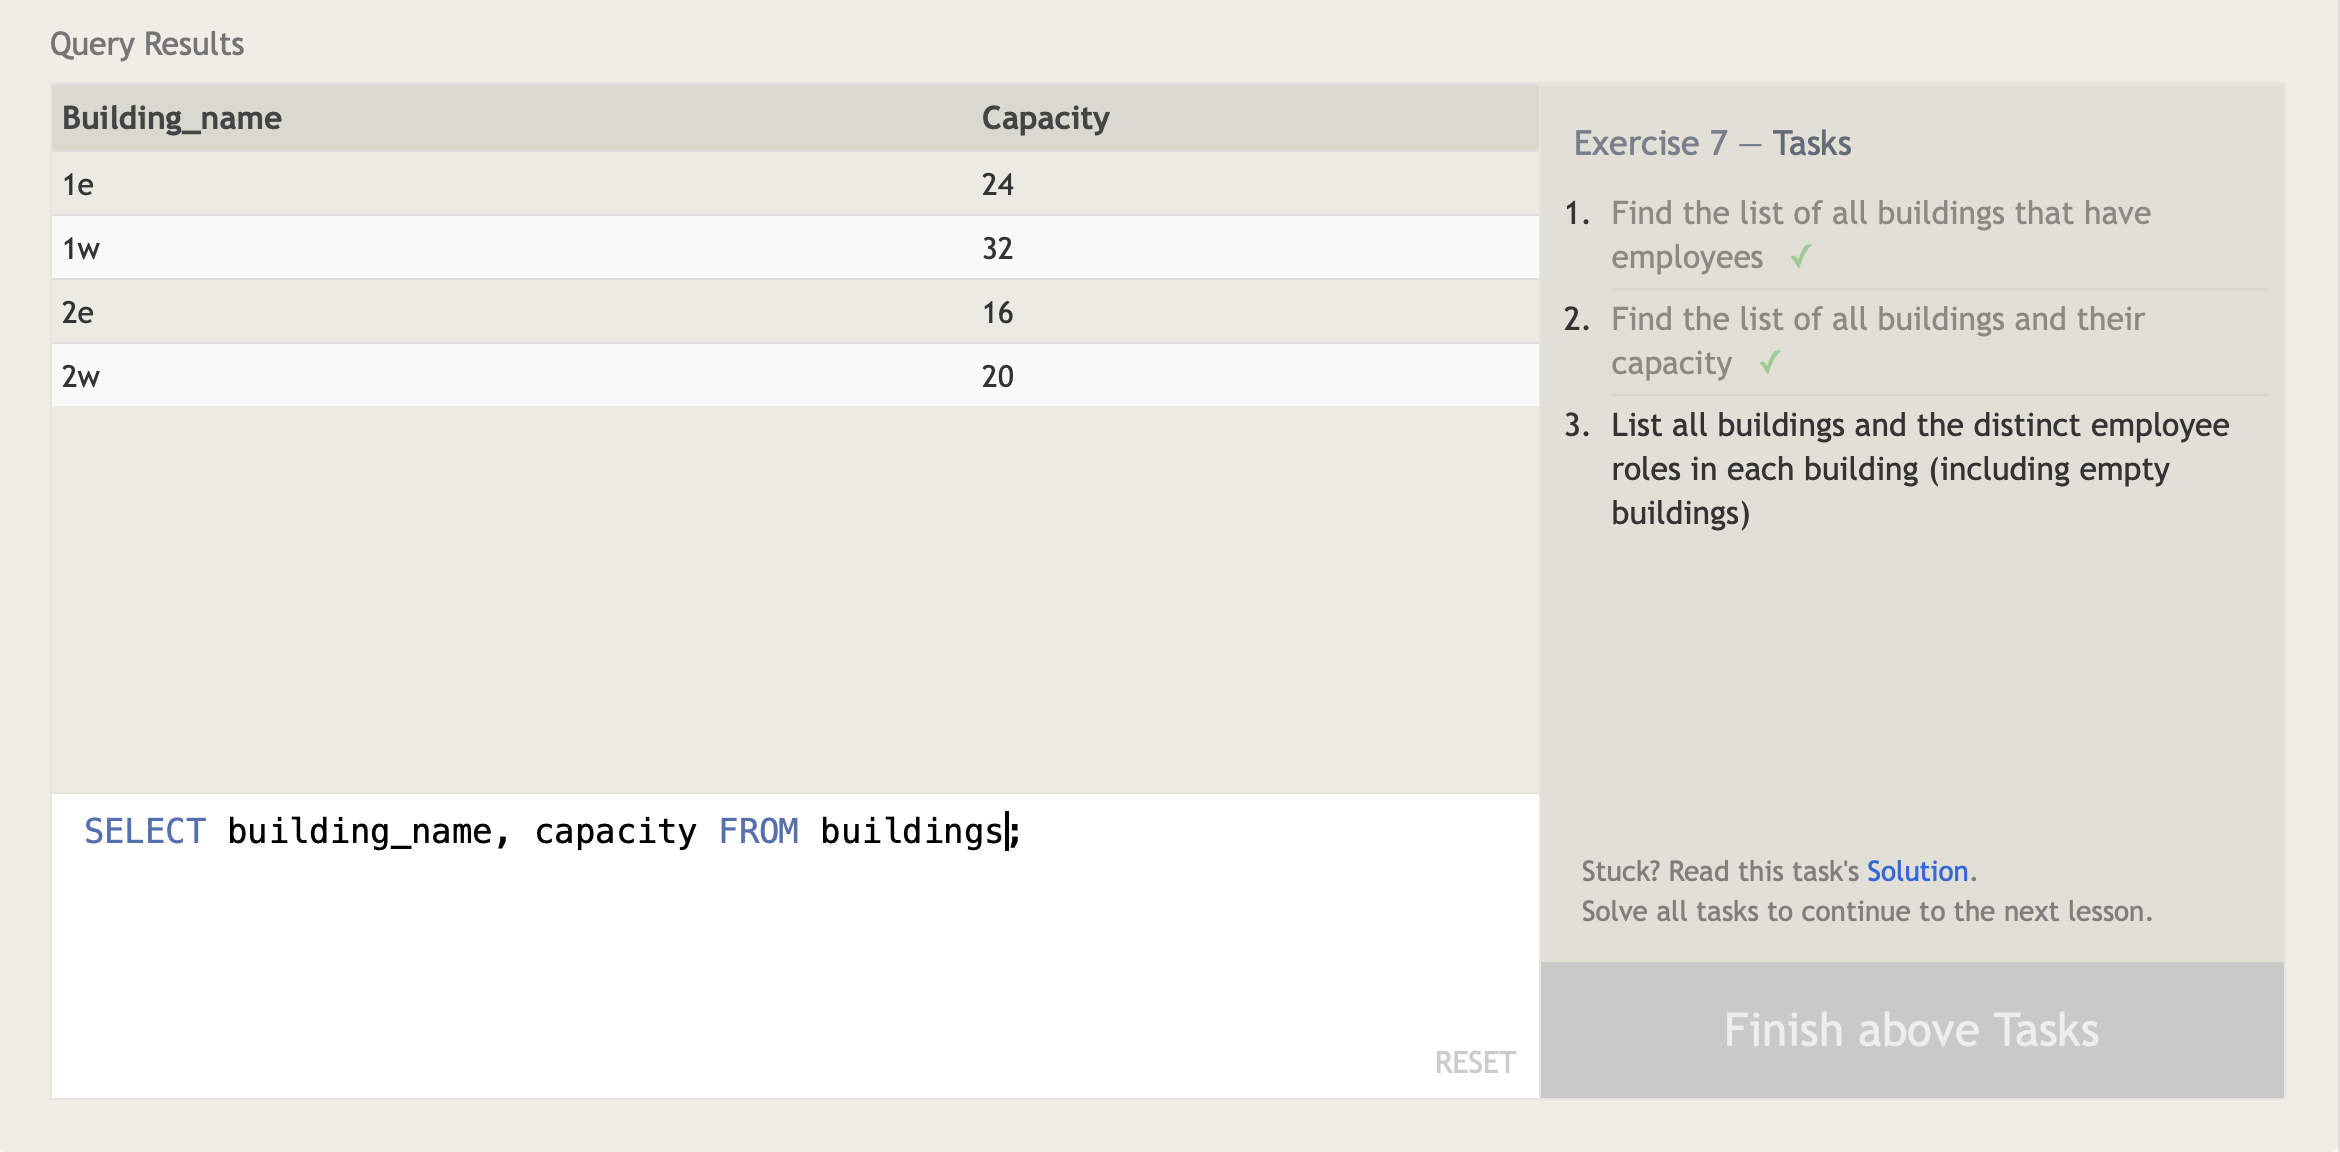 Query Results
Building_name Capacity
1e 24
1w 32
2e 16
2w 20
SELECT building_name, capacity FROM buildings;
RESET
Exercise 7 — Tasks
1. Find the list of all buildings that have
employees ✓
2. Find the list of all buildings and their
capacity ✓
3. List all buildings and the distinct employee
roles in each building (including empty
buildings)
Stuck? Read this task's Solution.
Solve all tasks to continue to the next lesson.
Finish above Tasks